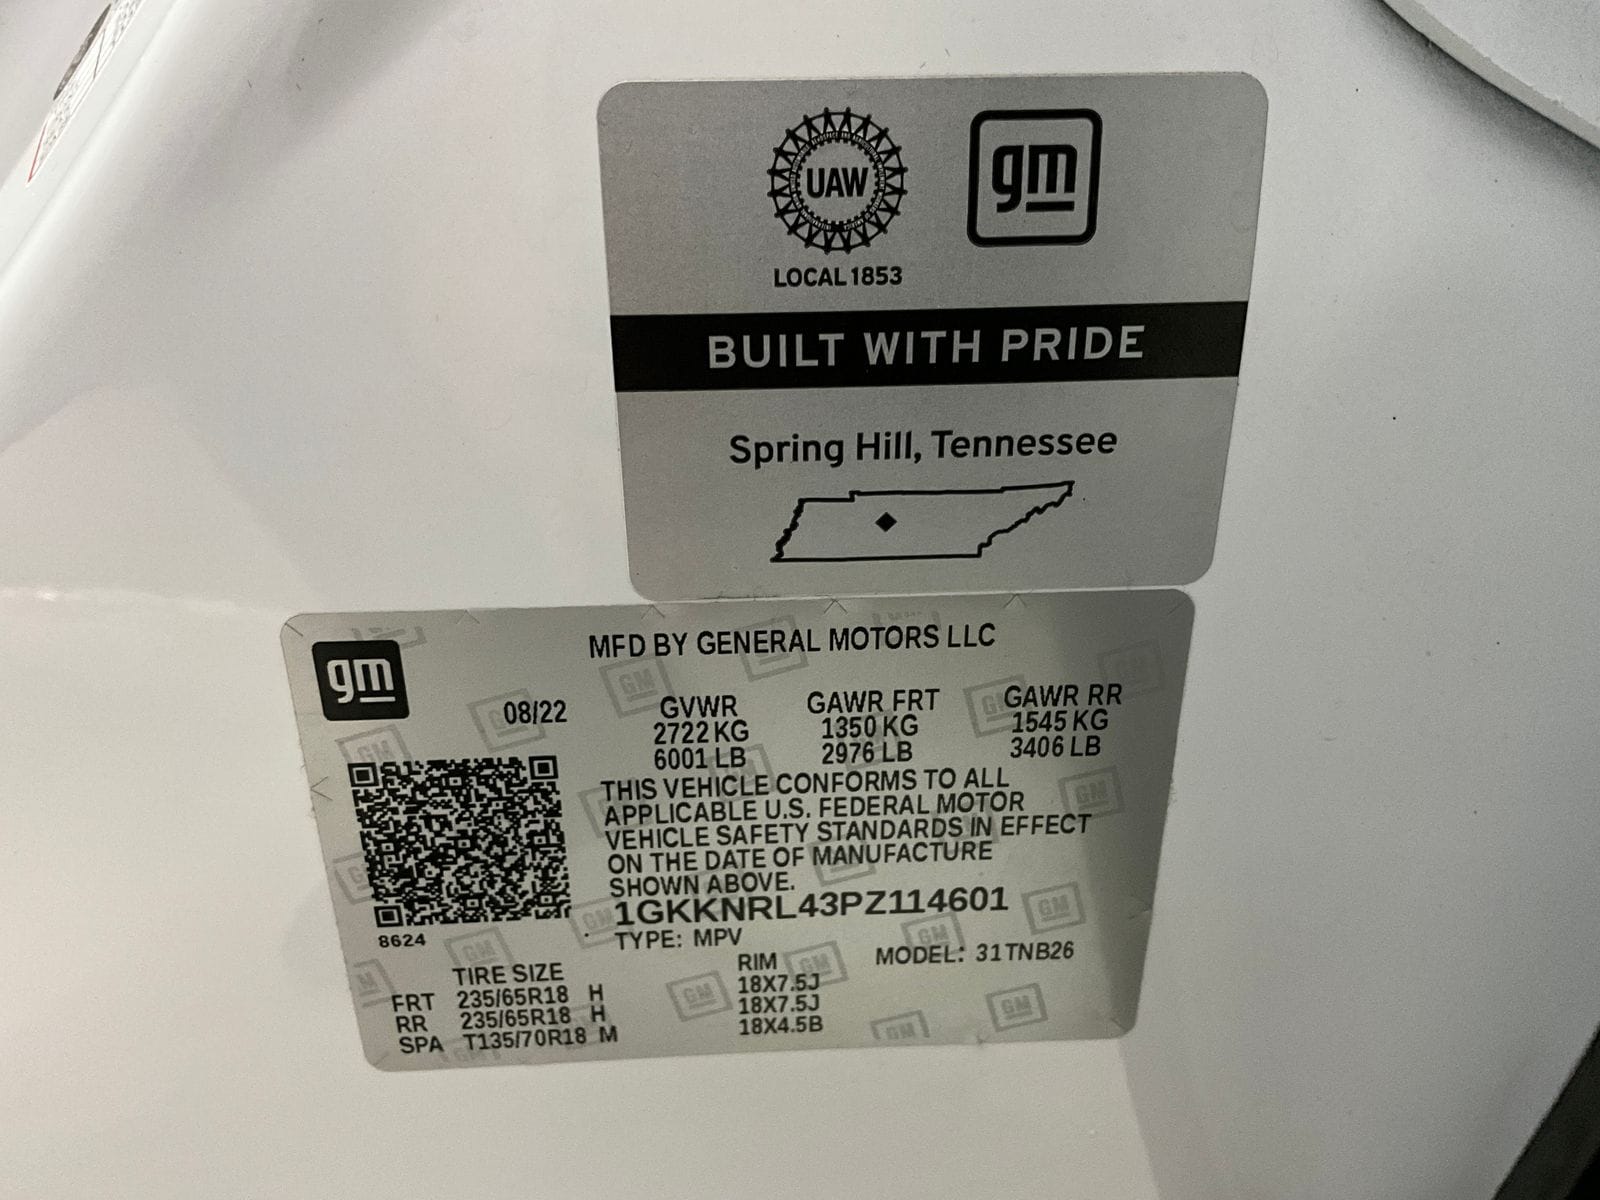 UAW
gm
LOCAL 1853
BUILT WITH PRIDE
Spring Hill, Tennessee
gm
MFD BY GENERAL MOTORS LLC
08/22
GVWR
2722 KG
6001 LB
GAWR FRT
1350 KG
2976 LB
GAWR RR
1545 KG
3406 LB
THIS VEHICLE CONFORMS TO ALL
APPLICABLE U.S. FEDERAL MOTOR
VEHICLE SAFETY STANDARDS IN EFFECT
ON THE DATE OF MANUFACTURE
SHOWN ABOVE.
1GKKNRL43PZ114601
8624
TYPE: MPV
MODEL: 31TNB26
TIRE SIZE RIM
FRT 235/65R18 H 18X7.5J
RR 235/65R18 H 18X7.5J
SPA T135/70R18 M 18X4.5B